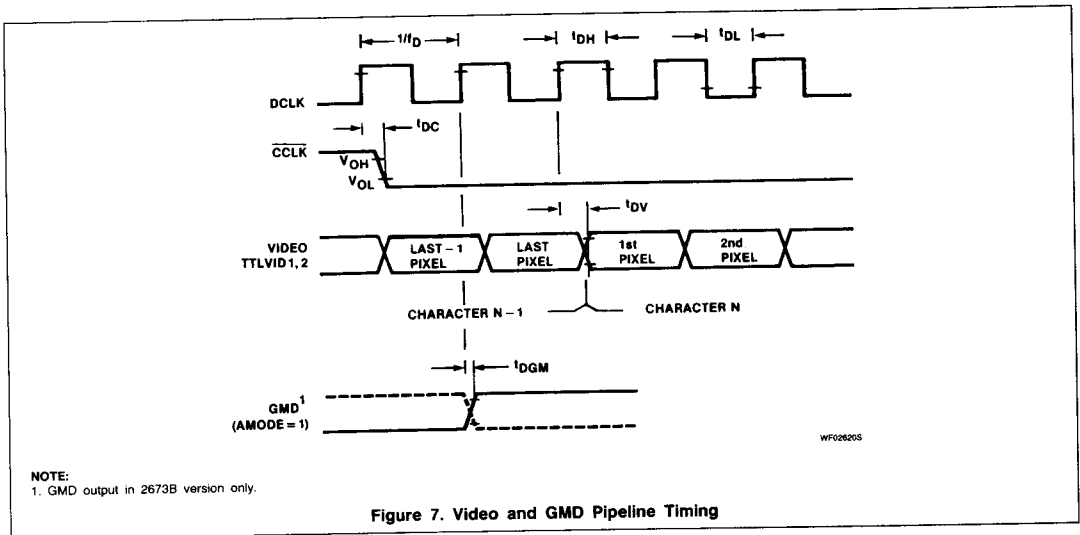 1/fD
tDH
tDL
DCLK
tDC
CCLK
VOH
VOL
tDV
VIDEO
TTLVID1, 2
LAST – 1
PIXEL
LAST
PIXEL
1st
PIXEL
2nd
PIXEL
CHARACTER N – 1
CHARACTER N
tDGM
GMD1
(AMODE = 1)
WF02620S
NOTE:
1. GMD output in 2673B version only.
Figure 7. Video and GMD Pipeline Timing